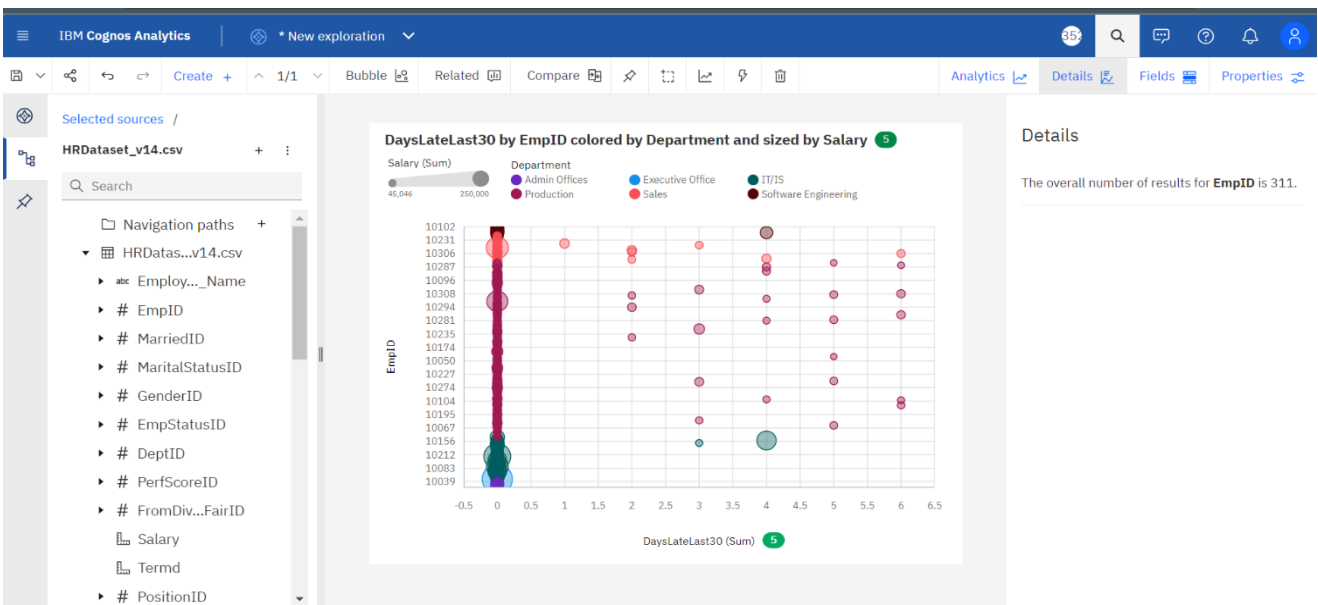 IBM Cognos Analytics
* New exploration
352
Create +
1/1
Bubble
Related
Compare
Analytics
Details
Fields
Properties
Selected sources /
HRDataset_v14.csv
Search
Navigation paths +
HRDatas...v14.csv
abc Employ..._Name
# EmpID
# MarriedID
# MaritalStatusID
# GenderID
# EmpStatusID
# DeptID
# PerfScoreID
# FromDiv...FairID
Salary
Termd
# PositionID
DaysLateLast30 by EmpID colored by Department and sized by Salary 5
Salary (Sum)
45,046 250,000
Department
Admin Offices
Executive Office
IT/IS
Production
Sales
Software Engineering
EmpID
10102
10231
10306
10287
10096
10308
10294
10281
10235
10174
10050
10229
10274
10104
10195
10067
10156
10212
10083
10039
-0.5 0 0.5 1 1.5 2 2.5 3 3.5 4 4.5 5 5.5 6 6.5
DaysLateLast30 (Sum) 5
Details
The overall number of results for EmpID is 311.